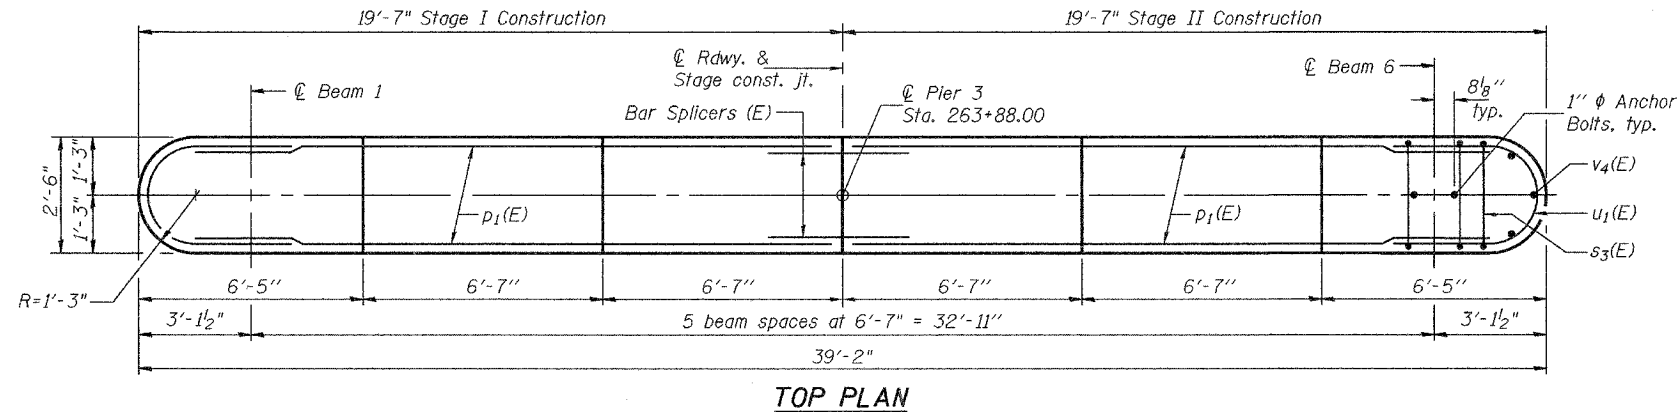 19'-7" Stage I Construction
19'-7" Stage II Construction
℄ Rdwy. &
Stage const. jt.
℄ Beam 1
℄ Beam 6
8⅛"
typ.
℄ Pier 3
Sta. 263+88.00
Bar Splicers (E)
1" ϕ Anchor
Bolts, typ.
2'-6"
1'-3"
1'-3"
p1(E)
p1(E)
v4(E)
u1(E)
s3(E)
R=1'-3"
6'-5"
6'-7"
6'-7"
6'-7"
6'-7"
6'-5"
3'-1½"
5 beam spaces at 6'-7" = 32'-11"
3'-1½"
39'-2"
TOP PLAN